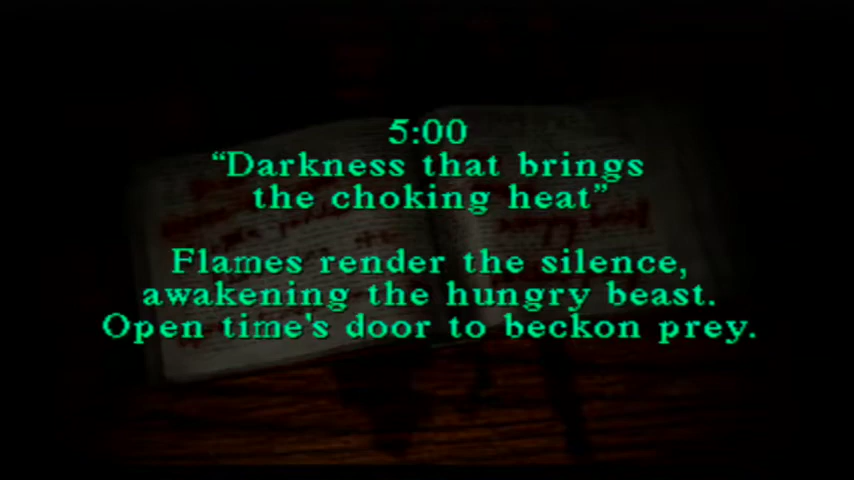 5:00
“Darkness that brings
the choking heat”
Flames render the silence,
awakening the hungry beast.
Open time's door to beckon prey.